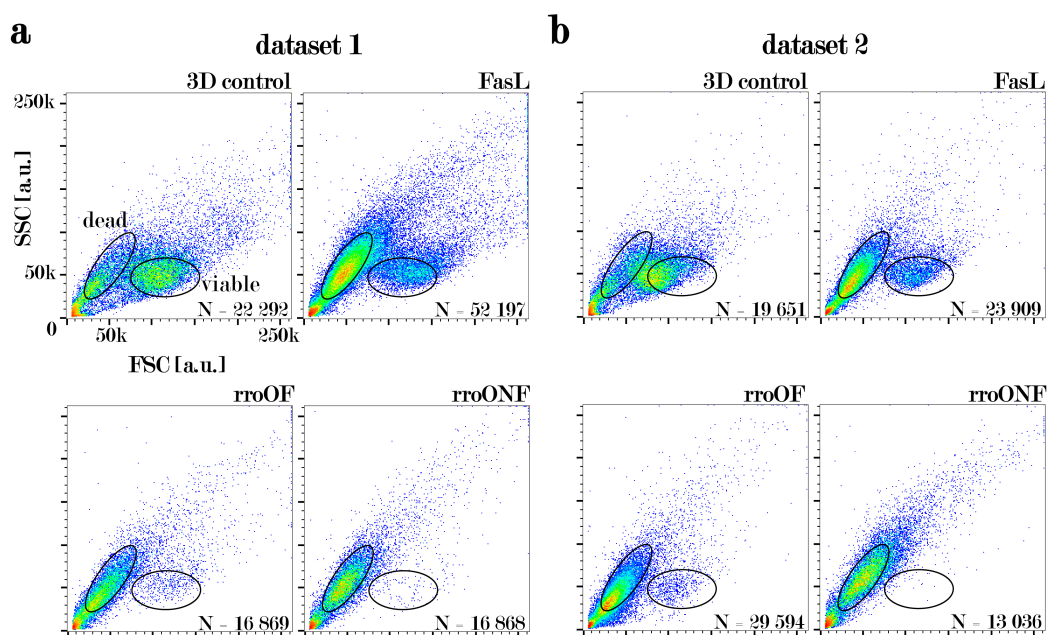 a
dataset 1
b
dataset 2
3D control
FasL
3D control
FasL
250k
SSC [a.u.]
dead
50k
viable
N = 22 292
N = 52 197
N = 19 651
N = 23 909
0
50k
250k
FSC [a.u.]
rroOF
rroONF
rroOF
rroONF
N = 16 869
N = 16 868
N = 29 594
N = 13 036